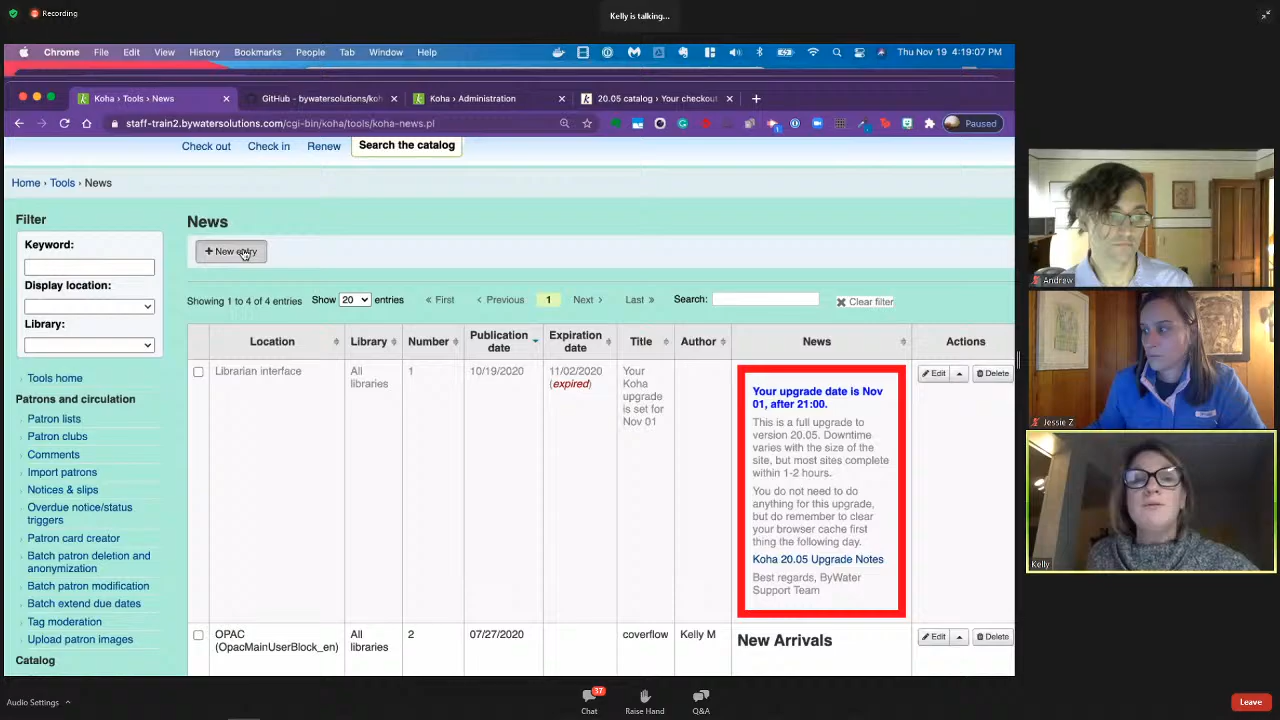 Recording
Kelly is talking...
Chrome File Edit View History Bookmarks People Tab Window Help
Thu Nov 19 4:19:07 PM
Koha › Tools › News
GitHub - bywatersolutions/koh
Koha › Administration
20.05 catalog › Your checkout
staff-train2.bywatersolutions.com/cgi-bin/koha/tools/koha-news.pl
Paused
Check out Check in Renew Search the catalog
Home › Tools › News
Filter
Keyword:
Display location:
Library:
Tools home
Patrons and circulation
Patron lists
Patron clubs
Comments
Import patrons
Notices & slips
Overdue notice/status
triggers
Patron card creator
Batch patron deletion and
anonymization
Batch patron modification
Batch extend due dates
Tag moderation
Upload patron images
Catalog
News
+ New entry
Showing 1 to 4 of 4 entries Show 20 entries « First ‹ Previous 1 Next › Last » Search: Clear filter
Location Library Number Publication date Expiration date Title Author News Actions
Librarian interface
All
libraries
1
10/19/2020
11/02/2020
(expired)
Your
Koha
upgrade
is set for
Nov 01
Your upgrade date is Nov
01, after 21:00.
This is a full upgrade to
version 20.05. Downtime
varies with the size of the
site, but most sites complete
within 1-2 hours.
You do not need to do
anything for this upgrade,
but do remember to clear
your browser cache first
thing the following day.
Koha 20.05 Upgrade Notes
Best regards, ByWater
Support Team
Edit Delete
OPAC
(OpacMainUserBlock_en)
All
libraries
2
07/27/2020
coverflow
Kelly M
New Arrivals
Edit Delete
Andrew
Jessie Z
Kelly
Audio Settings
37
Chat
Raise Hand
Q&A
Leave